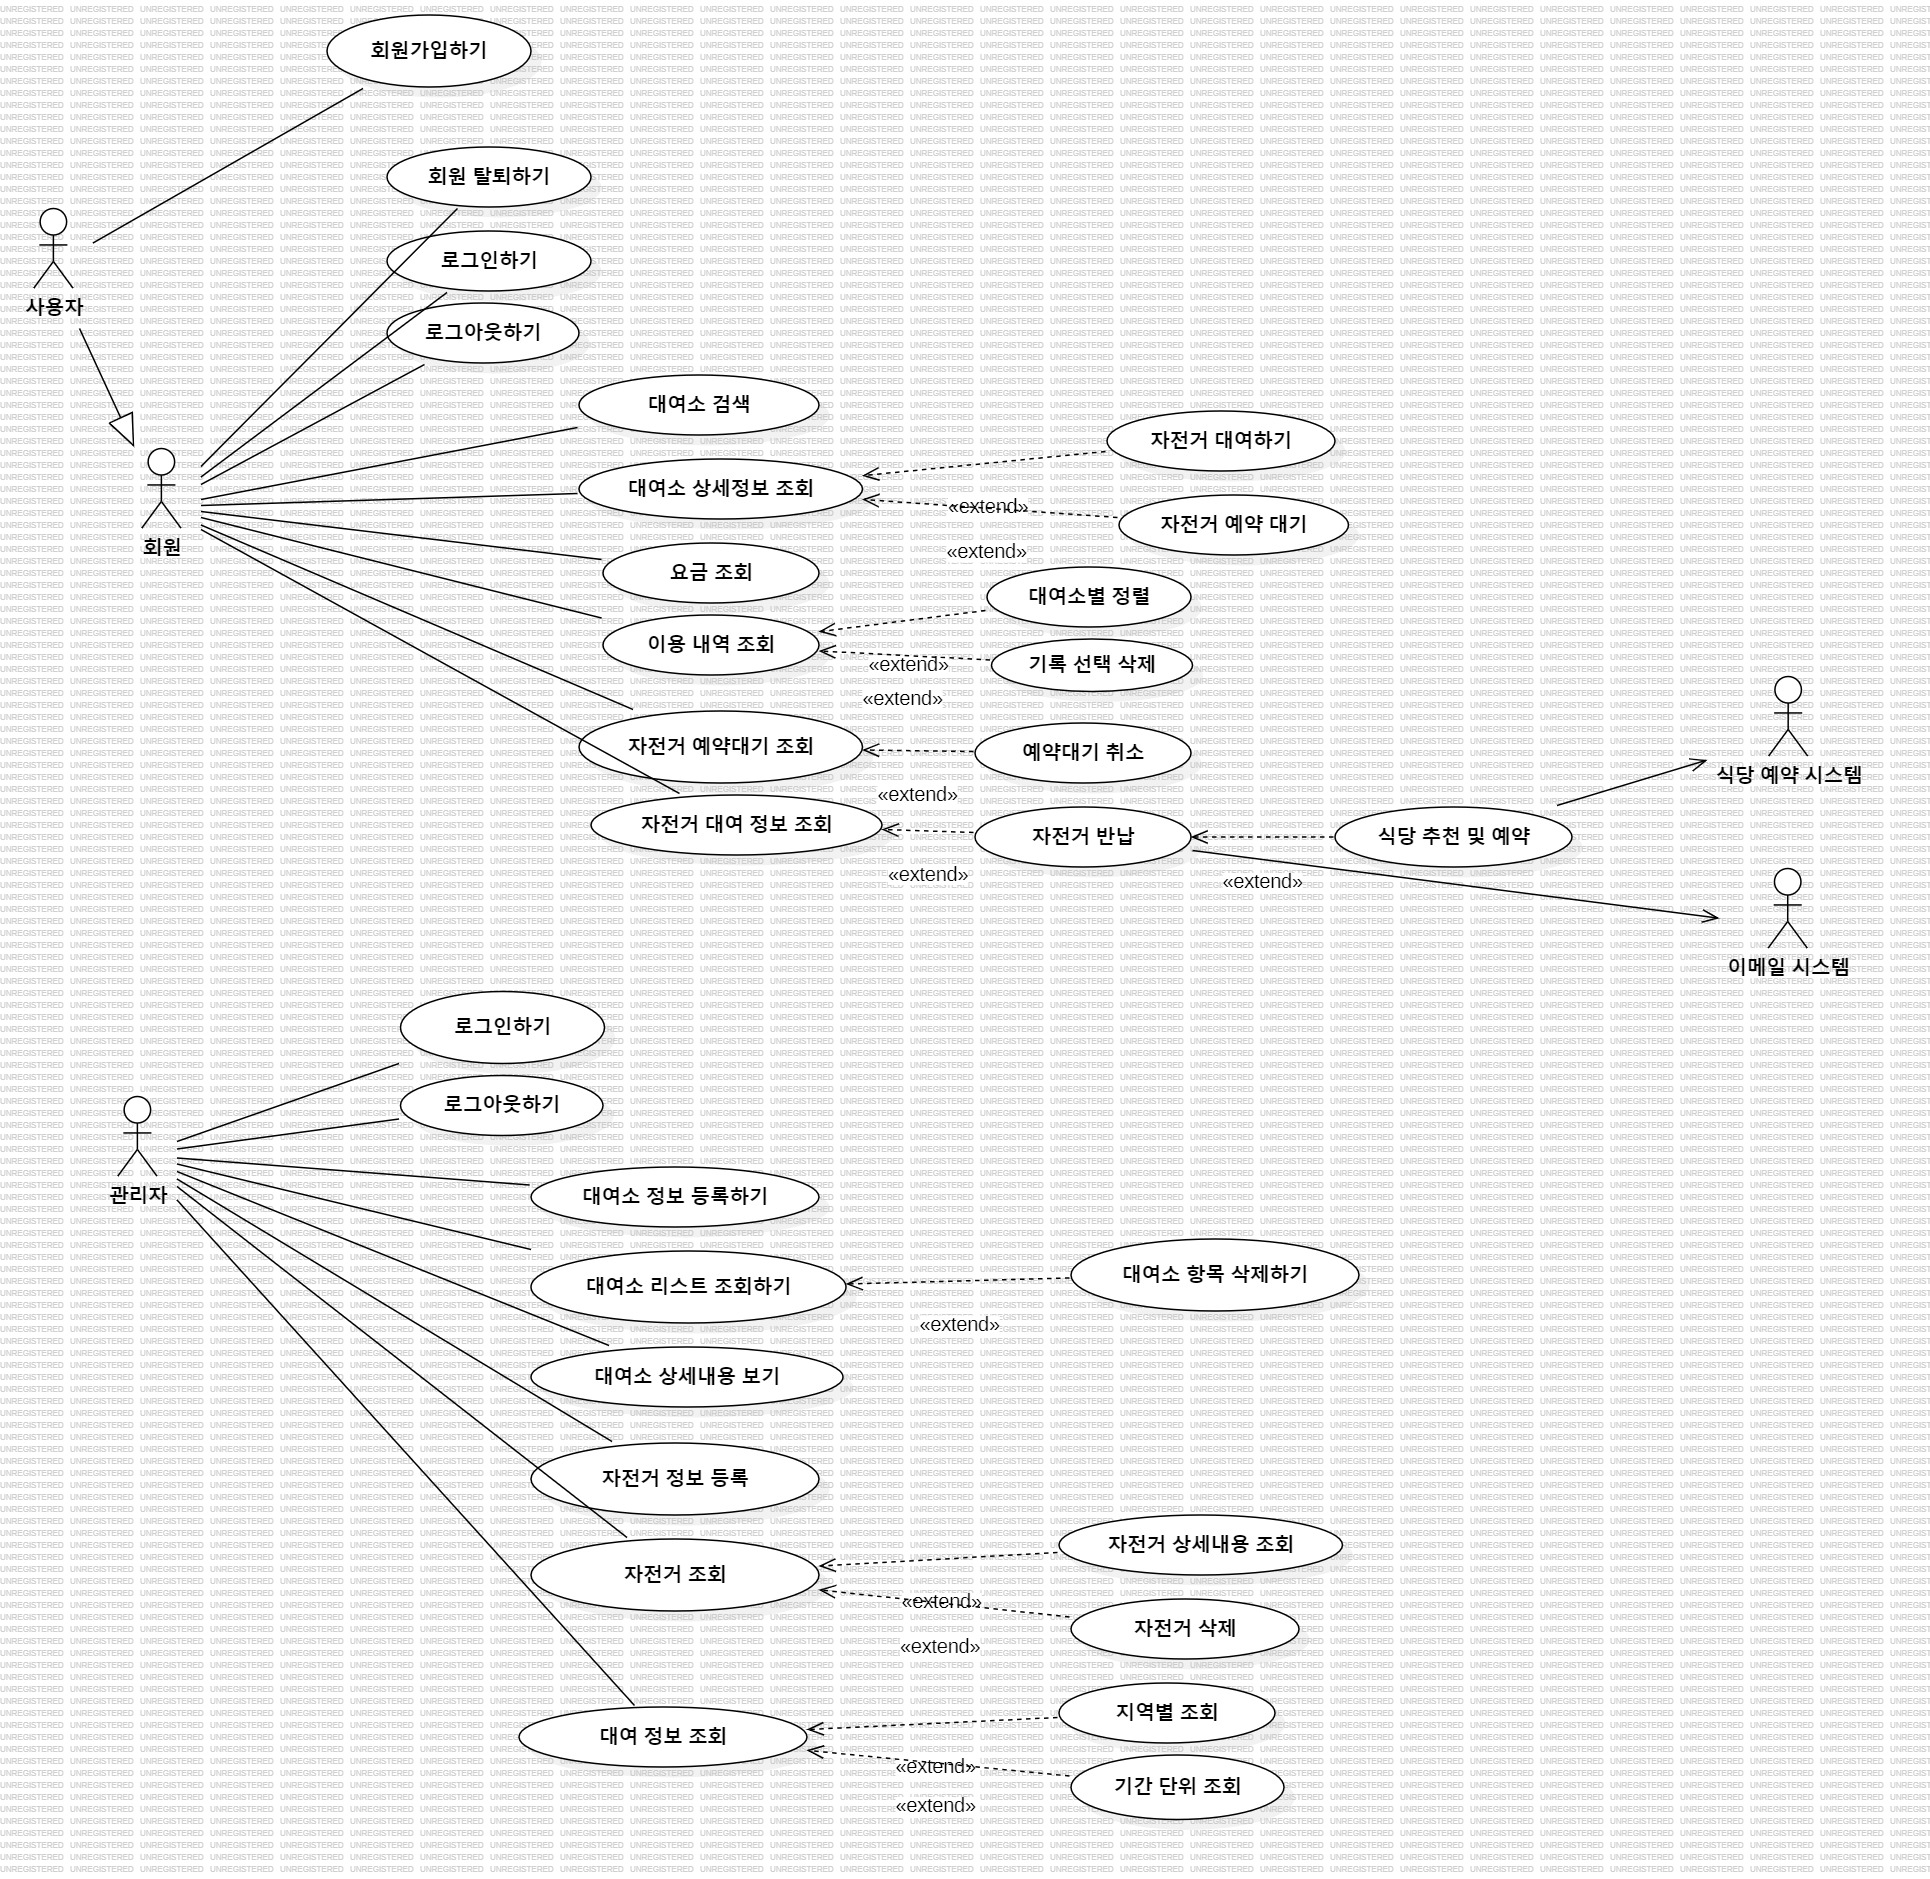 회원가입하기
회원 탈퇴하기
로그인하기
사용자
로그아웃하기
대여소 검색
자전거 대여하기
대여소 상세정보 조회
«extend»
자전거 예약 대기
회원
«extend»
요금 조회
대여소별 정렬
이용 내역 조회
«extend»
기록 선택 삭제
«extend»
자전거 예약대기 조회
예약대기 취소
식당 예약 시스템
«extend»
자전거 대여 정보 조회
자전거 반납
식당 추천 및 예약
«extend»
«extend»
이메일 시스템
로그인하기
로그아웃하기
관리자
대여소 정보 등록하기
대여소 리스트 조회하기
대여소 항목 삭제하기
«extend»
대여소 상세내용 보기
자전거 정보 등록
자전거 상세내용 조회
자전거 조회
«extend»
자전거 삭제
«extend»
지역별 조회
대여 정보 조회
«extend»
기간 단위 조회
«extend»
UNREGISTERED